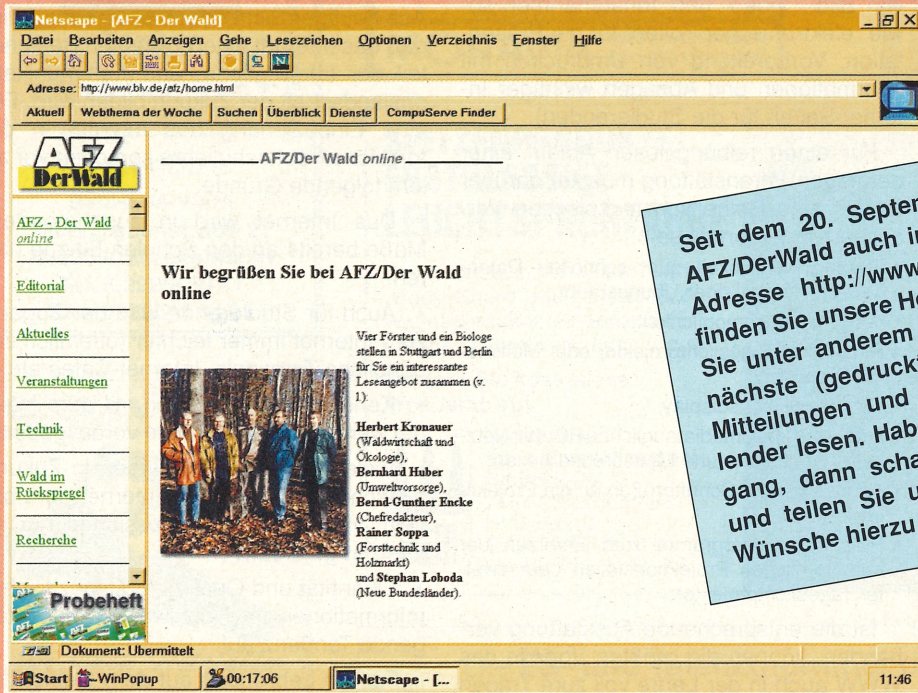 Netscape - [AFZ - Der Wald]
Datei Bearbeiten Anzeigen Gehe Lesezeichen Optionen Verzeichnis Fenster Hilfe
Adresse: http://www.blv.de/afz/home.html
Aktuell Webthema der Woche Suchen Überblick Dienste CompuServe Finder
AFZ
Der Wald
AFZ/Der Wald online
AFZ - Der Wald
online
Editorial
Aktuelles
Veranstaltungen
Technik
Wald im
Rückspiegel
Recherche
Probeheft
Wir begrüßen Sie bei AFZ/Der Wald
online
Vier Förster und ein Biologe
stellen in Stuttgart und Berlin
für Sie ein interessantes
Leseangebot zusammen (v.
l.):
Herbert Kronauer
(Waldwirtschaft und
Ökologie),
Bernhard Huber
(Umweltvorsorge),
Bernd-Gunther Encke
(Chefredakteur),
Rainer Soppa
(Forsttechnik und
Holzmarkt)
und Stephan Loboda
(Neue Bundesländer).
Seit dem 20. Septem
AFZ/DerWald auch in
Adresse http://www
finden Sie unsere Ho
Sie unter anderem
nächste (gedruck
Mitteilungen und
lender lesen. Hab
gang, dann scha
und teilen Sie u
Wünsche hierzu
Dokument: Übermittelt
Start WinPopup 00:17:06 Netscape - [... 11:46